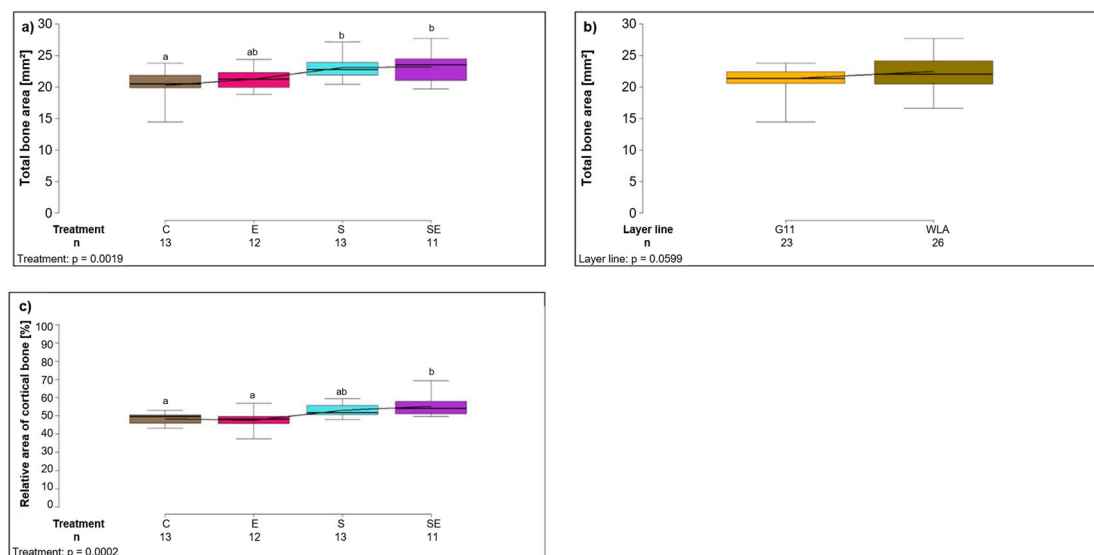 a)
Total bone area [mm²]
30
25
20
15
10
5
0
a
ab
b
b
Treatment C E S SE
n 13 12 13 11
Treatment: p = 0.0019
b)
Total bone area [mm²]
30
25
20
15
10
5
0
Layer line G11 WLA
n 23 26
Layer line: p = 0.0599
c)
Relative area of cortical bone [%]
100
90
80
70
60
50
40
30
20
10
0
a
a
ab
b
Treatment C E S SE
n 13 12 13 11
Treatment: p = 0.0002